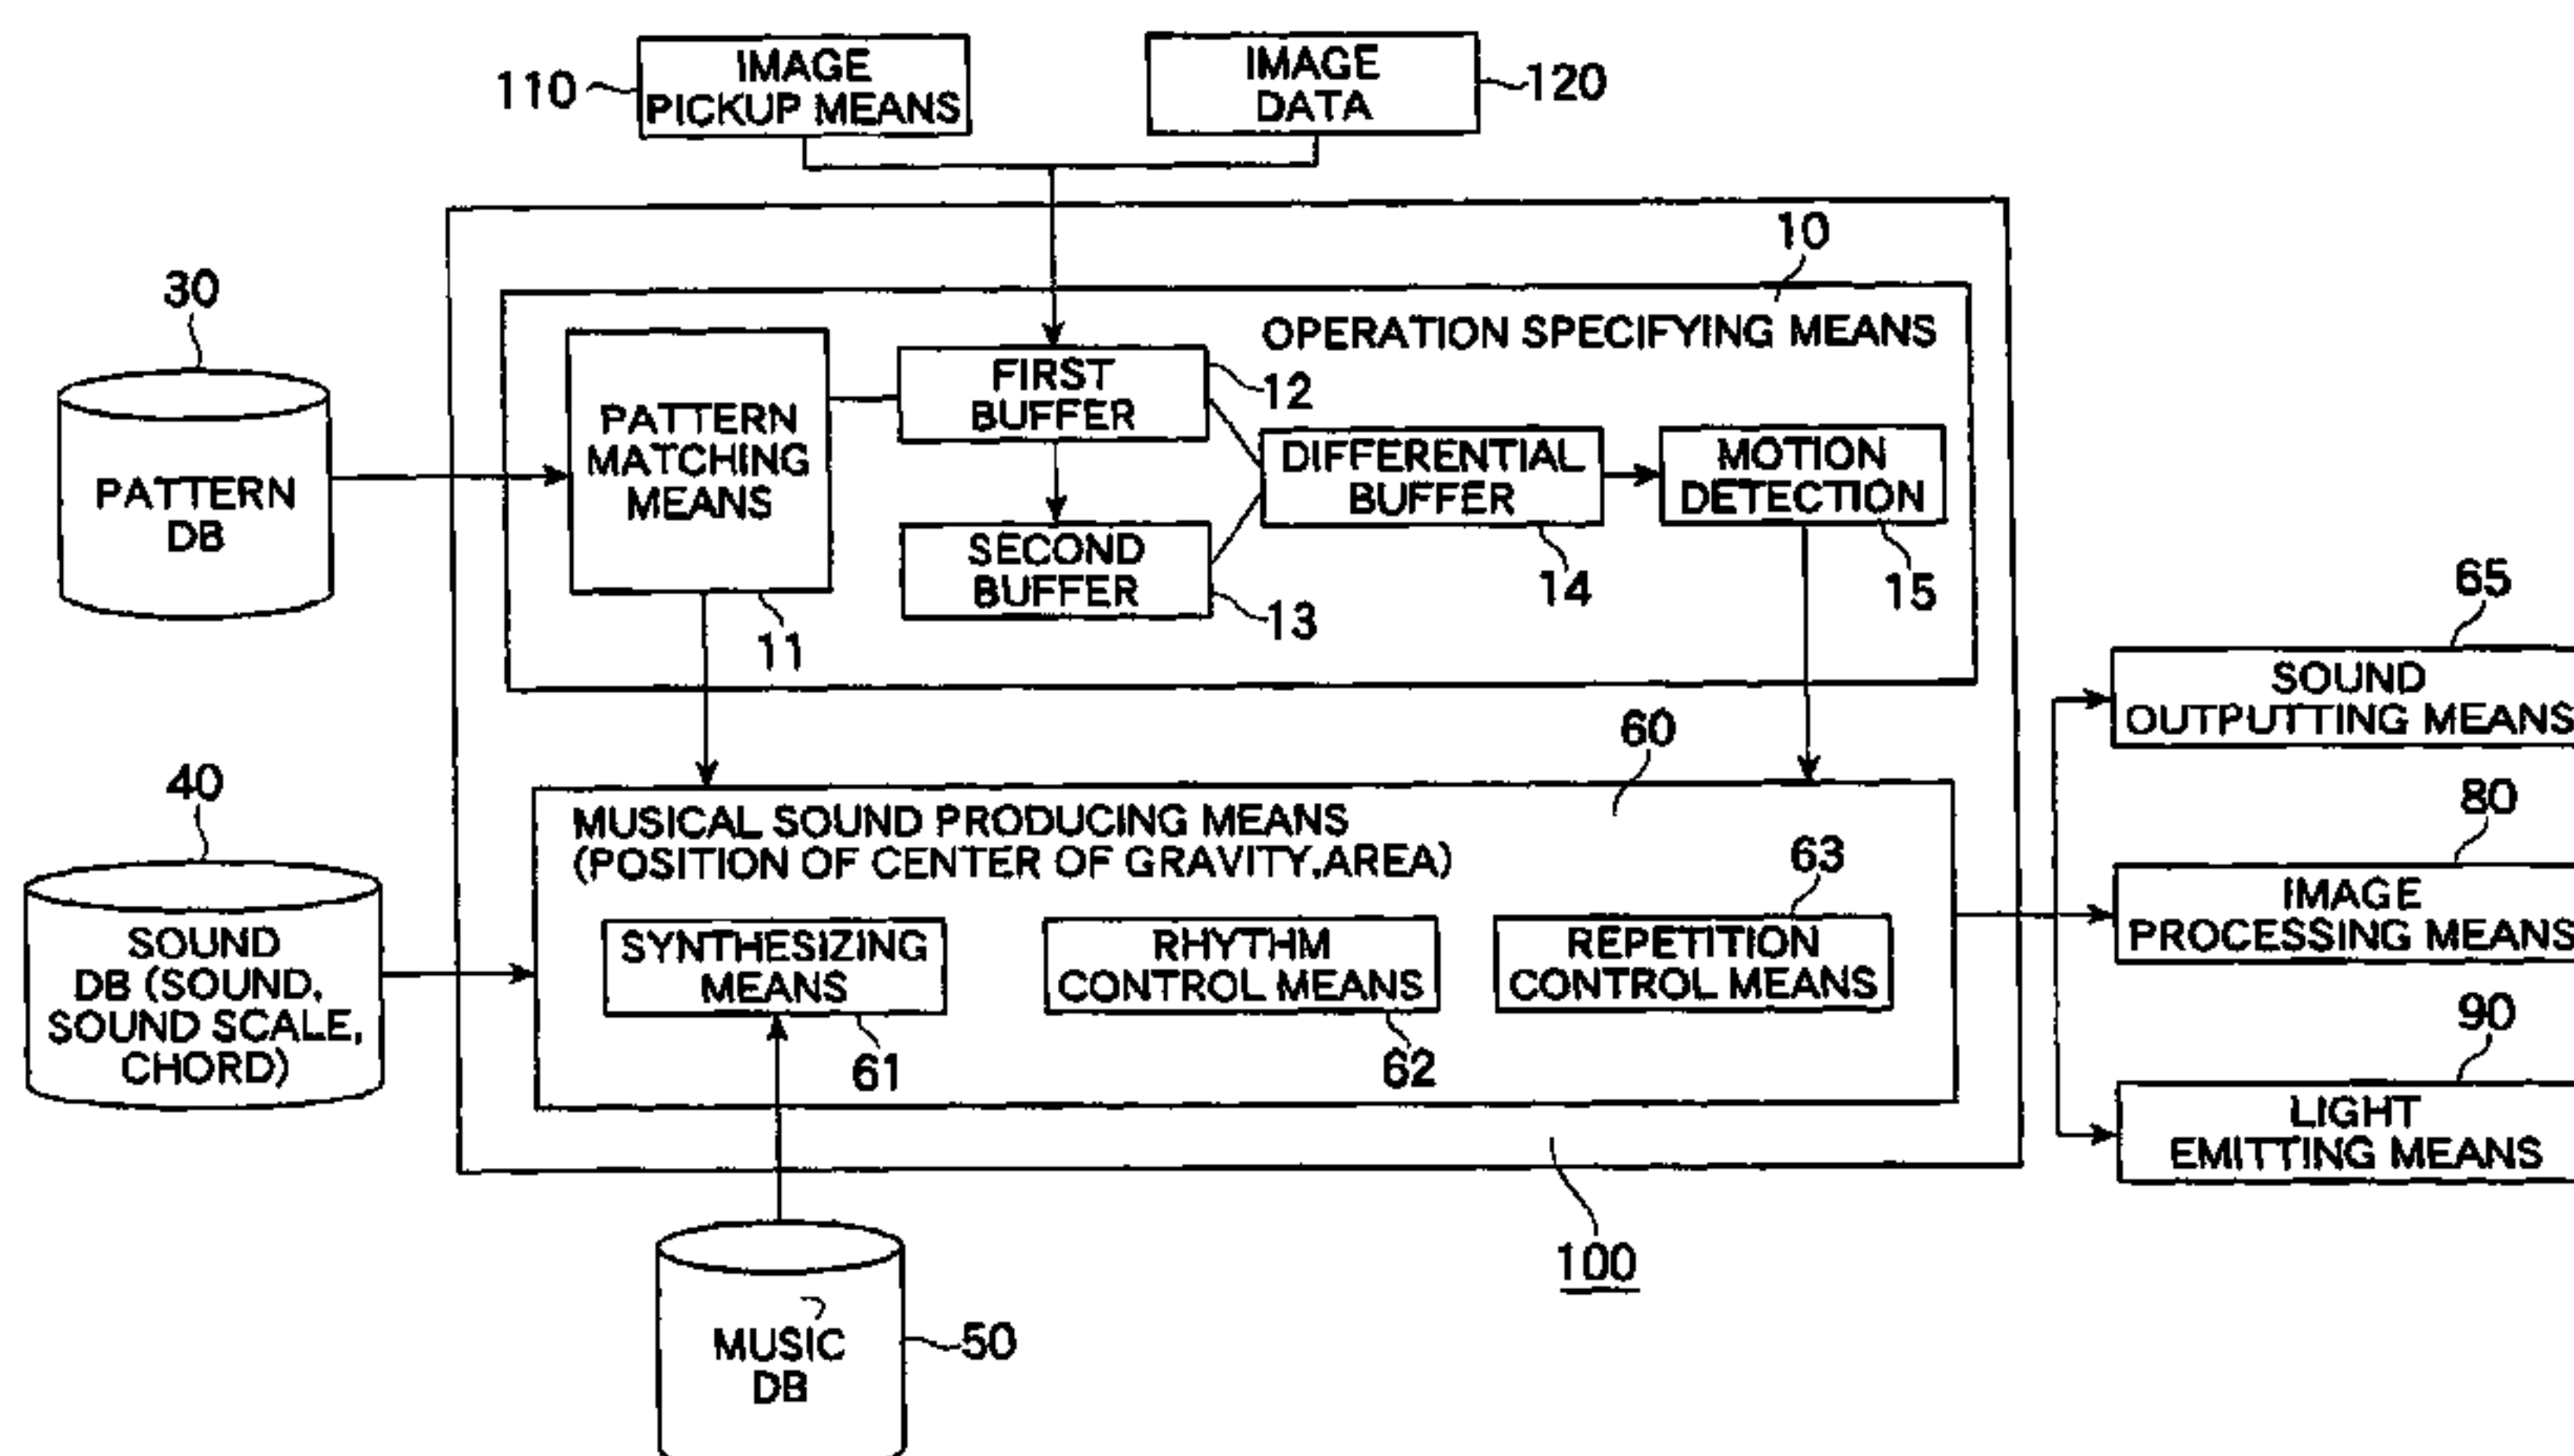 IMAGE
PICKUP MEANS
110
IMAGE
DATA
120
10
OPERATION SPECIFYING MEANS
30
PATTERN
DB
PATTERN
MATCHING
MEANS
11
FIRST
BUFFER
12
SECOND
BUFFER
13
DIFFERENTIAL
BUFFER
14
MOTION
DETECTION
15
40
SOUND
DB (SOUND,
SOUND SCALE,
CHORD)
60
MUSICAL SOUND PRODUCING MEANS
(POSITION OF CENTER OF GRAVITY,AREA)
SYNTHESIZING
MEANS
61
RHYTHM
CONTROL MEANS
62
63
REPETITION
CONTROL MEANS
65
SOUND
OUTPUTTING MEANS
80
IMAGE
PROCESSING MEANS
90
LIGHT
EMITTING MEANS
100
MUSIC
DB
50